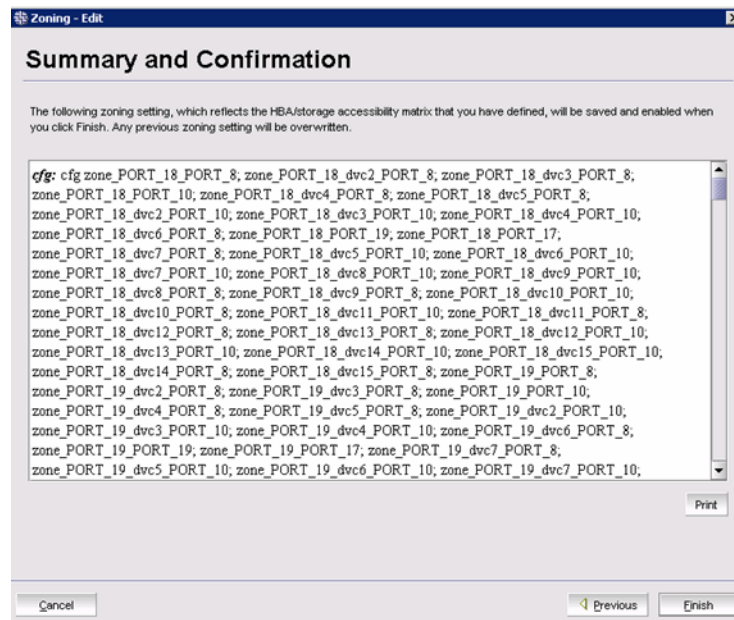 Zoning - Edit
Summary and Confirmation
The following zoning setting, which reflects the HBA/storage accessibility matrix that you have defined, will be saved and enabled when
you click Finish. Any previous zoning setting will be overwritten.
cfg: cfg zone_PORT_18_PORT_8; zone_PORT_18_dvc2_PORT_8; zone_PORT_18_dvc3_PORT_8;
zone_PORT_18_PORT_10; zone_PORT_18_dvc4_PORT_8; zone_PORT_18_dvc5_PORT_8;
zone_PORT_18_dvc2_PORT_10; zone_PORT_18_dvc3_PORT_10; zone_PORT_18_dvc4_PORT_10;
zone_PORT_18_dvc6_PORT_8; zone_PORT_18_PORT_19; zone_PORT_18_PORT_17;
zone_PORT_18_dvc7_PORT_8; zone_PORT_18_dvc5_PORT_10; zone_PORT_18_dvc6_PORT_10;
zone_PORT_18_dvc7_PORT_10; zone_PORT_18_dvc8_PORT_10; zone_PORT_18_dvc9_PORT_10;
zone_PORT_18_dvc8_PORT_8; zone_PORT_18_dvc9_PORT_8; zone_PORT_18_dvc10_PORT_10;
zone_PORT_18_dvc10_PORT_8; zone_PORT_18_dvc11_PORT_10; zone_PORT_18_dvc11_PORT_8;
zone_PORT_18_dvc12_PORT_8; zone_PORT_18_dvc13_PORT_8; zone_PORT_18_dvc12_PORT_10;
zone_PORT_18_dvc13_PORT_10; zone_PORT_18_dvc14_PORT_10; zone_PORT_18_dvc15_PORT_10;
zone_PORT_18_dvc14_PORT_8; zone_PORT_18_dvc15_PORT_8; zone_PORT_19_PORT_8;
zone_PORT_19_dvc2_PORT_8; zone_PORT_19_dvc3_PORT_8; zone_PORT_19_PORT_10;
zone_PORT_19_dvc4_PORT_8; zone_PORT_19_dvc5_PORT_8; zone_PORT_19_dvc2_PORT_10;
zone_PORT_19_dvc3_PORT_10; zone_PORT_19_dvc4_PORT_10; zone_PORT_19_dvc6_PORT_8;
zone_PORT_19_PORT_19; zone_PORT_19_PORT_17; zone_PORT_19_dvc7_PORT_8;
zone_PORT_19_dvc5_PORT_10; zone_PORT_19_dvc6_PORT_10; zone_PORT_19_dvc7_PORT_10;
Print
Cancel
Previous
Finish